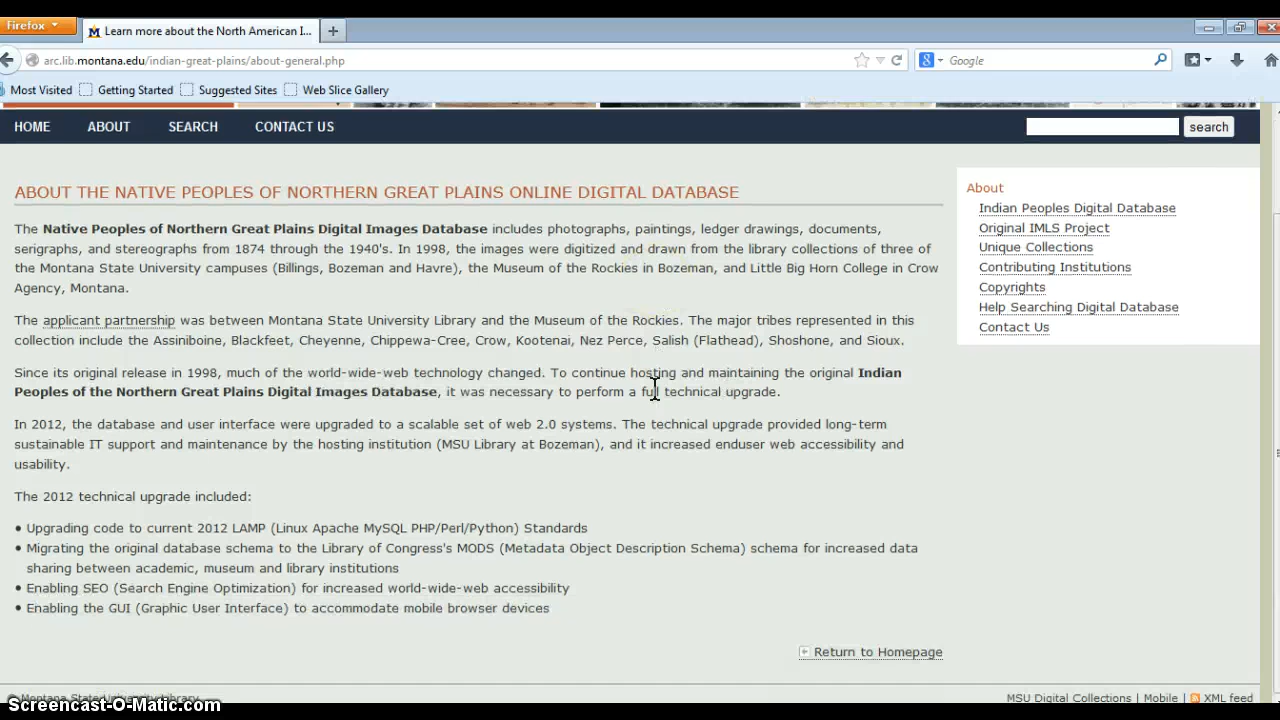 Firefox
Learn more about the North American I...
arc.lib.montana.edu/indian-great-plains/about-general.php
Google
Most Visited Getting Started Suggested Sites Web Slice Gallery
HOME ABOUT SEARCH CONTACT US
search
ABOUT THE NATIVE PEOPLES OF NORTHERN GREAT PLAINS ONLINE DIGITAL DATABASE
The Native Peoples of Northern Great Plains Digital Images Database includes photographs, paintings, ledger drawings, documents,
serigraphs, and stereographs from 1874 through the 1940's. In 1998, the images were digitized and drawn from the library collections of three of
the Montana State University campuses (Billings, Bozeman and Havre), the Museum of the Rockies in Bozeman, and Little Big Horn College in Crow
Agency, Montana.
The applicant partnership was between Montana State University Library and the Museum of the Rockies. The major tribes represented in this
collection include the Assiniboine, Blackfeet, Cheyenne, Chippewa-Cree, Crow, Kootenai, Nez Perce, Salish (Flathead), Shoshone, and Sioux.
Since its original release in 1998, much of the world-wide-web technology changed. To continue hosting and maintaining the original Indian
Peoples of the Northern Great Plains Digital Images Database, it was necessary to perform a full technical upgrade.
In 2012, the database and user interface were upgraded to a scalable set of web 2.0 systems. The technical upgrade provided long-term
sustainable IT support and maintenance by the hosting institution (MSU Library at Bozeman), and it increased enduser web accessibility and
usability.
The 2012 technical upgrade included:
• Upgrading code to current 2012 LAMP (Linux Apache MySQL PHP/Perl/Python) Standards
• Migrating the original database schema to the Library of Congress's MODS (Metadata Object Description Schema) schema for increased data
sharing between academic, museum and library institutions
• Enabling SEO (Search Engine Optimization) for increased world-wide-web accessibility
• Enabling the GUI (Graphic User Interface) to accommodate mobile browser devices
Return to Homepage
About
Indian Peoples Digital Database
Original IMLS Project
Unique Collections
Contributing Institutions
Copyrights
Help Searching Digital Database
Contact Us
© Montana State University Library
MSU Digital Collections | Mobile | XML feed
Screencast-O-Matic.com